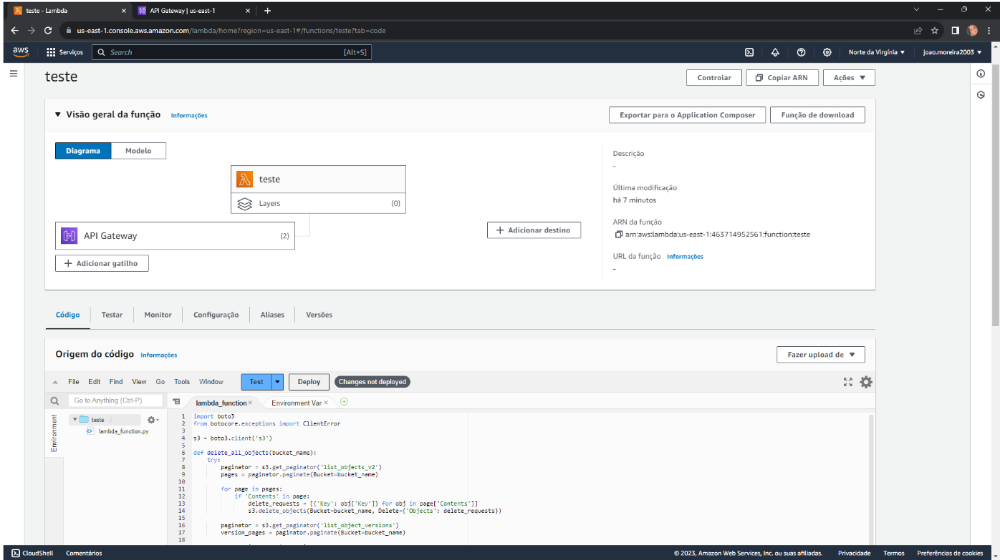 teste - Lambda
API Gateway | us-east-1
us-east-1.console.aws.amazon.com/lambda/home?region=us-east-1#/functions/teste?tab=code
aws
Serviços
Search
[Alt+S]
Norte da Virgínia
joao.moreira2003
teste
Controlar
Copiar ARN
Ações
Visão geral da função
Informações
Exportar para o Application Composer
Função de download
Diagrama
Modelo
teste
Layers
(0)
API Gateway
(2)
Adicionar gatilho
Adicionar destino
Descrição
-
Última modificação
há 7 minutos
ARN da função
arn:aws:lambda:us-east-1:463714952561:function:teste
URL da função
Informações
-
Código
Testar
Monitor
Configuração
Aliases
Versões
Origem do código
Informações
Fazer upload de
File Edit Find View Go Tools Window
Test
Deploy
Changes not deployed
Go to Anything (Ctrl-P)
lambda_function
Environment Var
Environment
teste - /
lambda_function.py
1 import boto3
2 from botocore.exceptions import ClientError
3
4 s3 = boto3.client('s3')
5
6 def delete_all_objects(bucket_name):
7 try:
8 paginator = s3.get_paginator('list_objects_v2')
9 pages = paginator.paginate(Bucket=bucket_name)
10
11 for page in pages:
12 if 'Contents' in page:
13 delete_requests = [{'Key': obj['Key']} for obj in page['Contents']]
14 s3.delete_objects(Bucket=bucket_name, Delete={'Objects': delete_requests})
15
16 paginator = s3.get_paginator('list_object_versions')
17 version_pages = paginator.paginate(Bucket=bucket_name)
18
CloudShell
Comentários
© 2023, Amazon Web Services, Inc. ou suas afiliadas.
Privacidade
Termos
Preferências de cookies